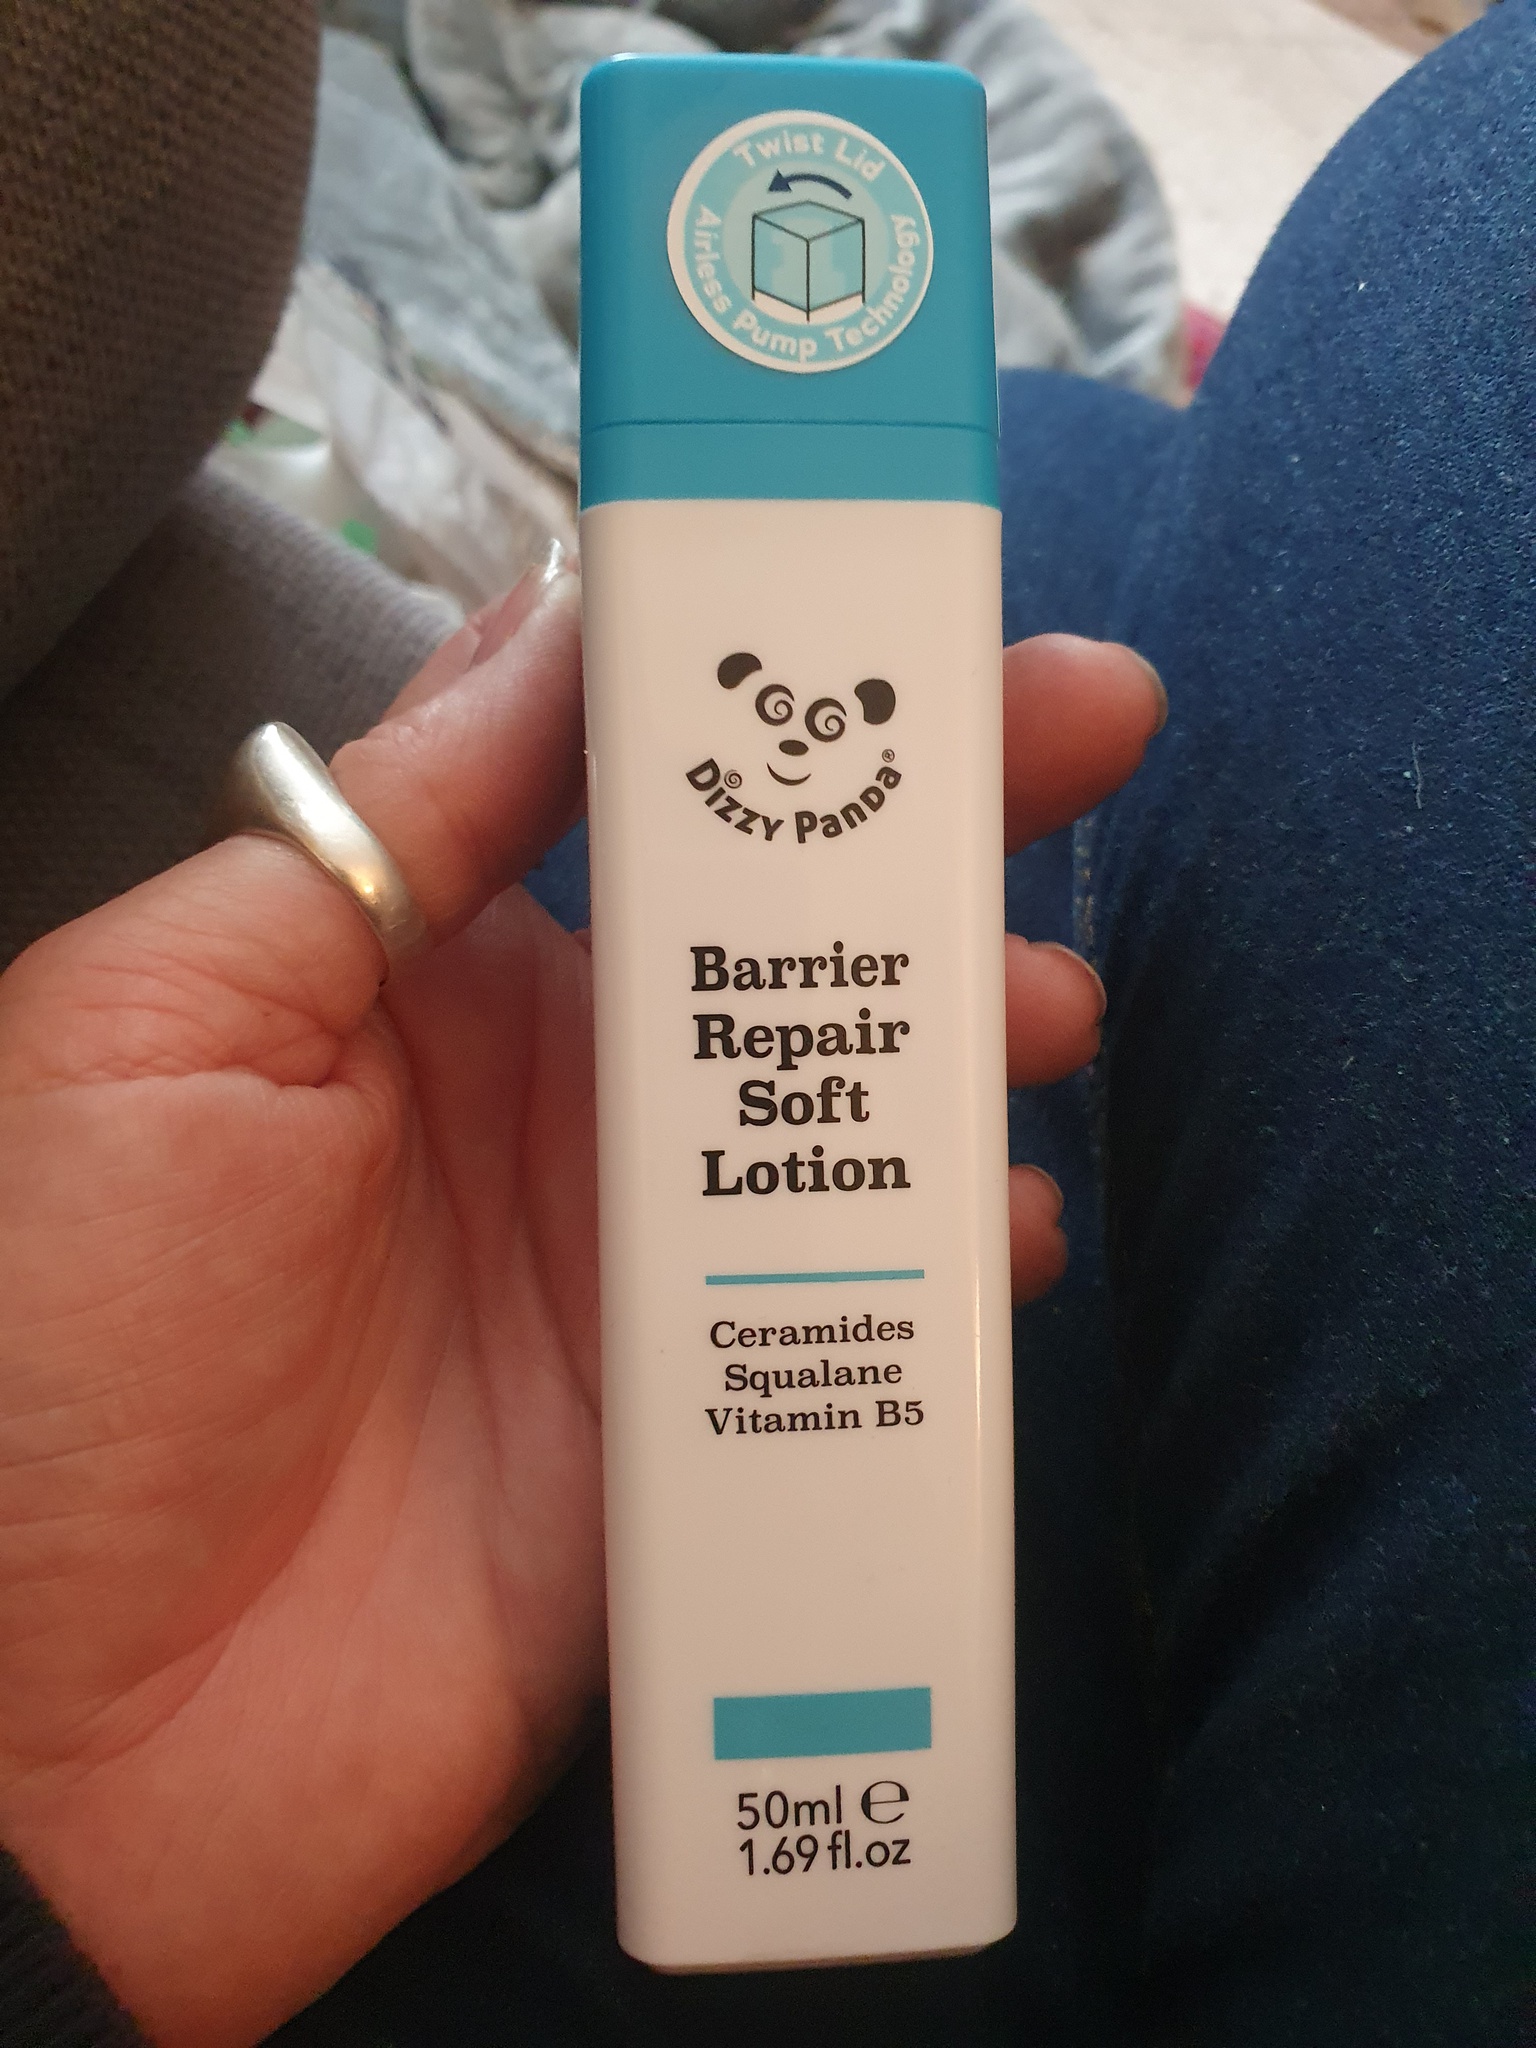 Twist Lid
Airless Pump Technology
Dizzy Panda®
Barrier
Repair
Soft
Lotion
Ceramides
Squalane
Vitamin B5
50ml ℮
1.69 fl.oz